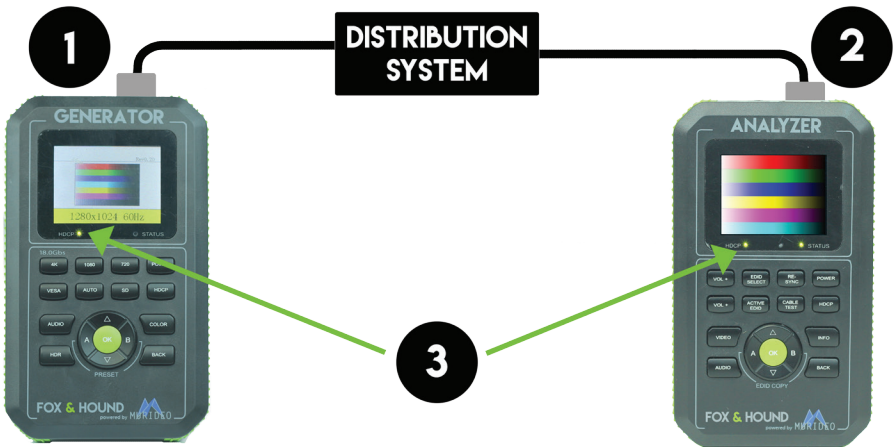 1
DISTRIBUTION
SYSTEM
2
GENERATOR
1280x1024 60Hz
HDCP STATUS
4K 1080 720
VESA AUTO SD HDCP
AUDIO COLOR
A OK B
HDR BACK
PRESET
FOX & HOUND
powered by MURIDEO
3
ANALYZER
HDCP STATUS
VOL + EDID SELECT RE-SYNC POWER
VOL + ACTIVE EDID CABLE TEST HDCP
VIDEO INFO
A OK B
AUDIO BACK
EDID COPY
FOX & HOUND
powered by MURIDEO